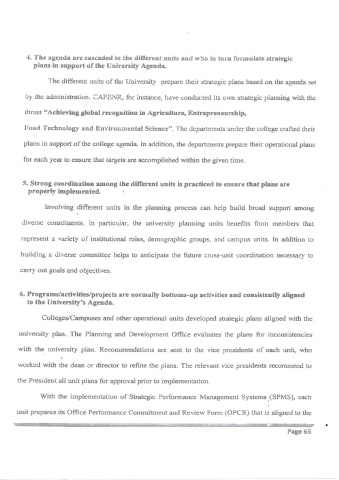 4. The agenda are cascaded to the different units and who in turn formulate strategic
plans in support of the University Agenda.
The different units of the University prepare their strategic plans based on the agenda set
by the administration. CAFENR, for instance, have conducted its own strategic planning with the
thrust "Achieving global recognition in Agriculture, Entrepreneurship,
Food Technology and Environmental Science". The departments under the college crafted their
plans in support of the college agenda. In addition, the departments prepare their operational plans
for each year to ensure that targets are accomplished within the given time.
5. Strong coordination among the different units is practiced to ensure that plans are
properly implemented.
Involving different units in the planning process can help build broad support among
diverse constituents. In particular, the university planning units benefits from members that
represent a variety of institutional roles, demographic groups, and campus units. In addition to
building a diverse committee helps to anticipate the future cross-unit coordination necessary to
carry out goals and objectives.
6. Programs/activities/projects are normally bottoms-up activities and consistently aligned
to the University's Agenda.
Colleges/Campuses and other operational units developed strategic plans aligned with the
university plan. The Planning and Development Office evaluates the plans for inconsistencies
with the university plan. Recommendations are sent to the vice presidents of each unit, who
worked with the dean or director to refine the plans. The relevant vice presidents recommend to
the President all unit plans for approval prior to implementation.
With the implementation of Strategic Performance Management Systems (SPMS), each
unit prepares its Office Performance Commitment and Review Form (OPCR) that is aligned to the
Page 65